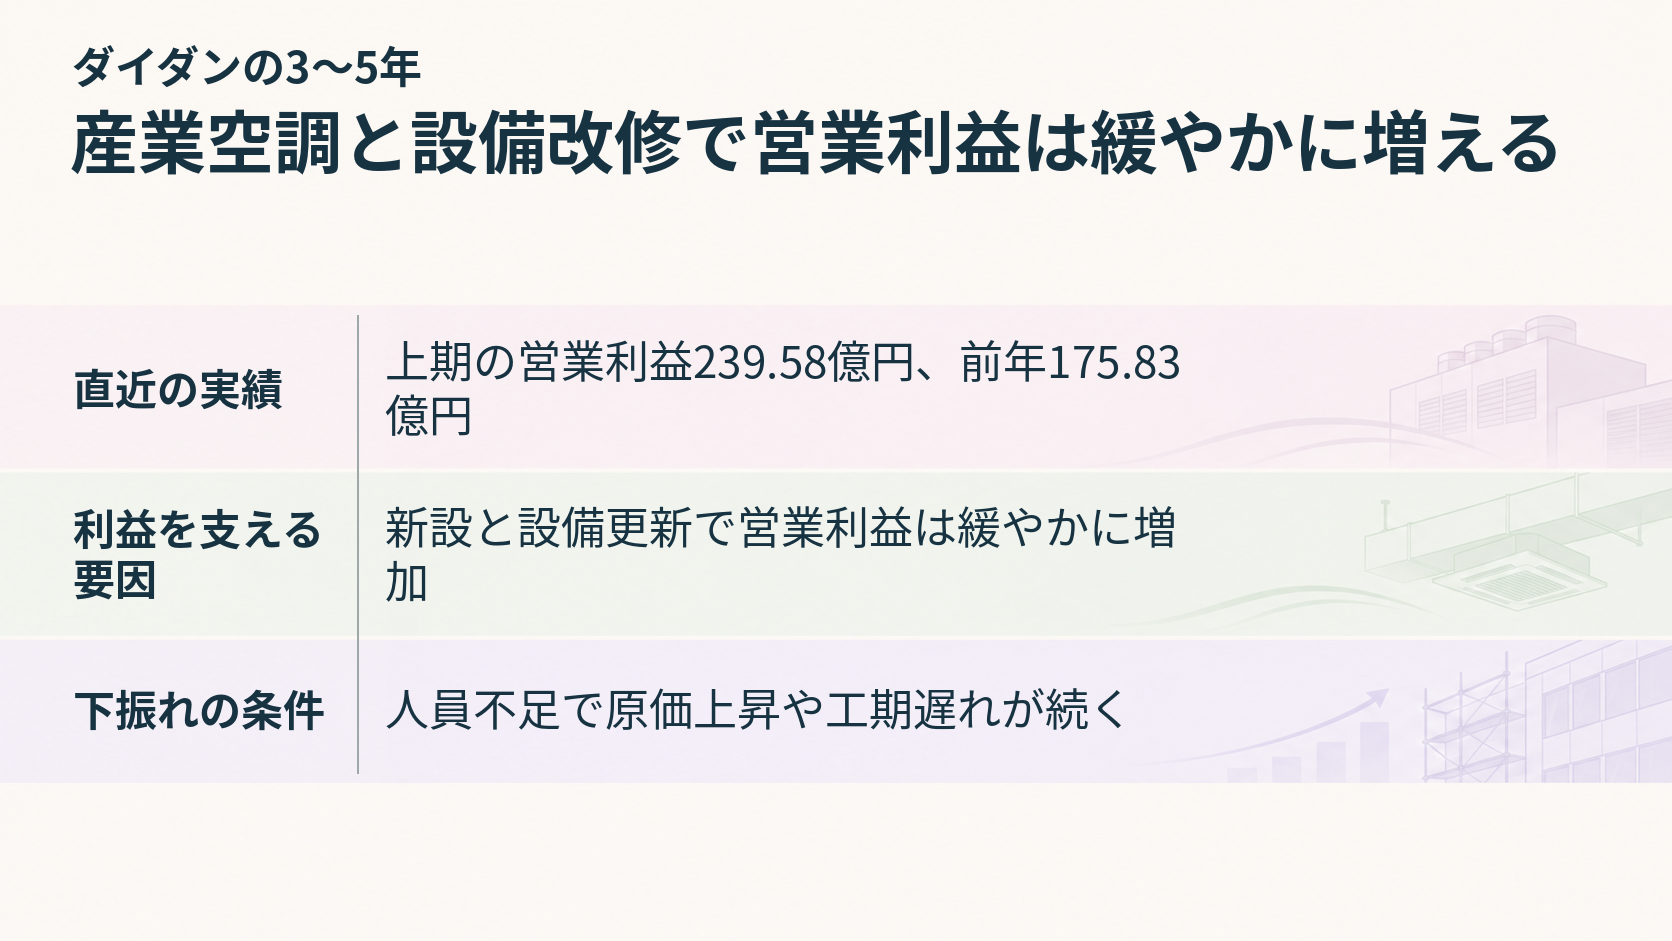 ダイダンの3～5年
産業空調と設備改修で営業利益は緩やかに増える
直近の実績
上期の営業利益239.58億円、前年175.83
億円
利益を支える
要因
新設と設備更新で営業利益は緩やかに増
加
下振れの条件
人員不足で原価上昇や工期遅れが続く